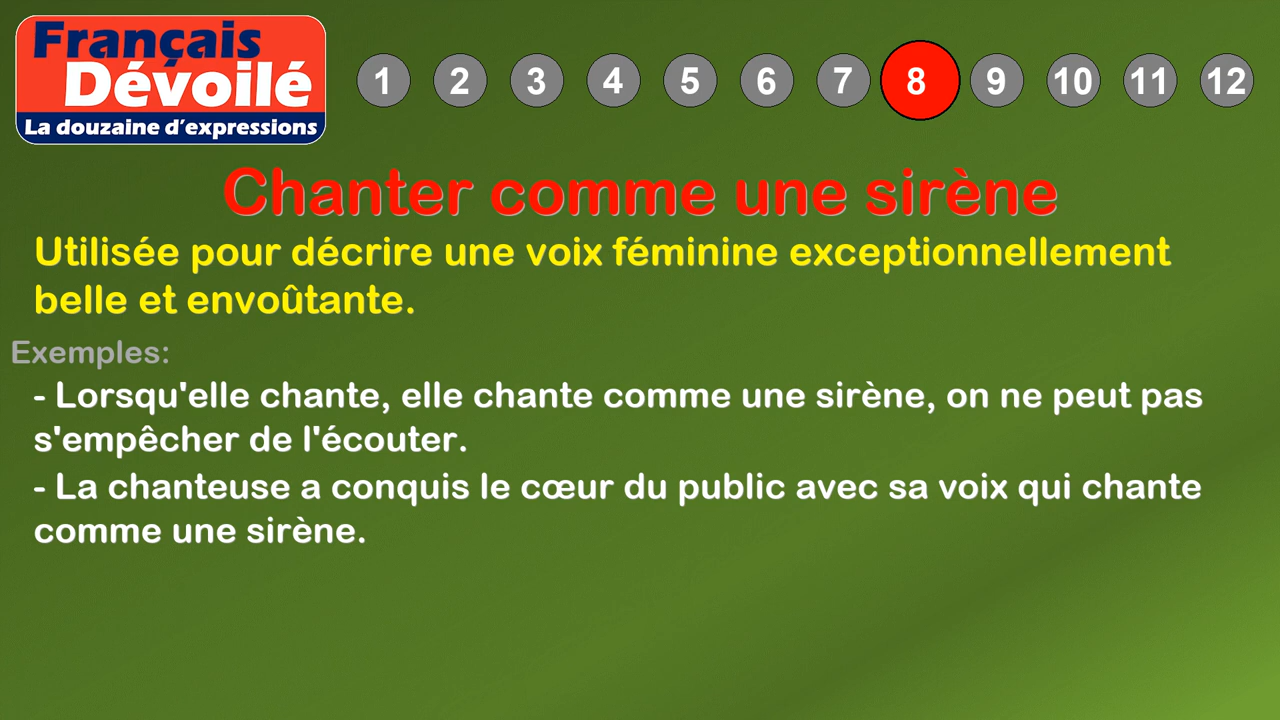 Français
Dévoilé
La douzaine d'expressions
1 2 3 4 5 6 7 8 9 10 11 12
Chanter comme une sirène
Utilisée pour décrire une voix féminine exceptionnellement
belle et envoûtante.
Exemples:
- Lorsqu'elle chante, elle chante comme une sirène, on ne peut pas
s'empêcher de l'écouter.
- La chanteuse a conquis le cœur du public avec sa voix qui chante
comme une sirène.